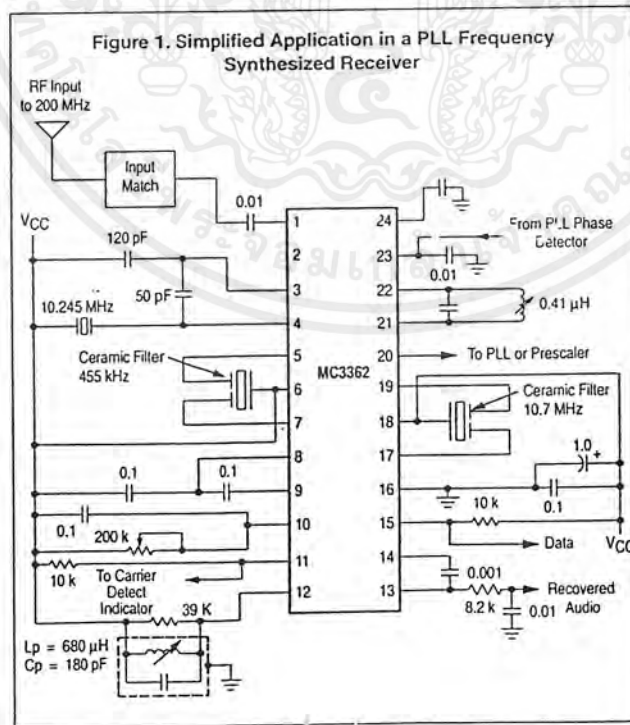 Figure 1. Simplified Application in a PLL Frequency
Synthesized Receiver
RF Input
to 200 MHz
Input
Match
0.01
VCC
120 pF
50 pF
10.245 MHz
Ceramic Filter
455 kHz
1
2
3
4
5
6
7
8
9
10
11
12
MC3362
24
23
22
21
20
19
18
17
16
15
14
13
From PLL Phase
Detector
0.01
0.41 µH
To PLL or Prescaler
Ceramic Filter
10.7 MHz
1.0
+
0.1
10 k
VCC
Data
0.001
8.2 k
0.01
Recovered
Audio
0.1
0.1
0.1
200 k
10 k
To Carrier
Detect
Indicator
39 K
Lp = 680 µH
Cp = 180 pF